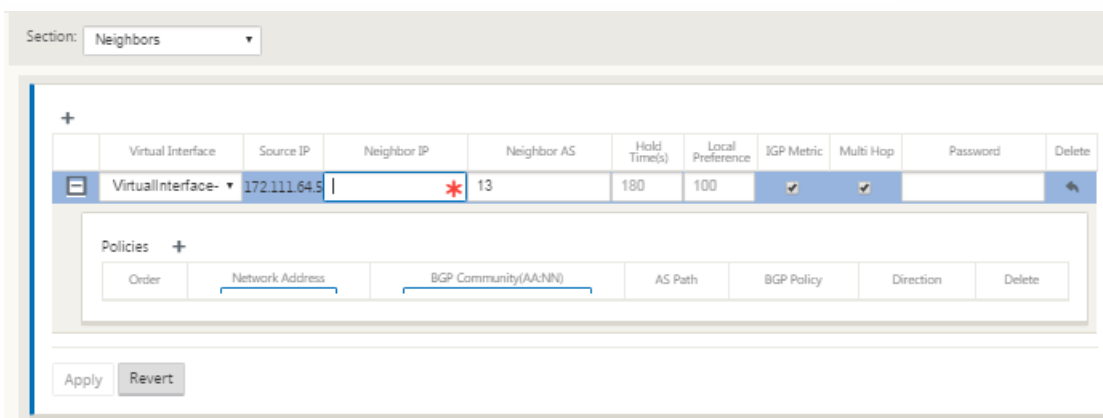 Section: Neighbors
+
Virtual Interface Source IP Neighbor IP Neighbor AS Hold Time(s) Local Preference IGP Metric Multi Hop Password Delete
VirtualInterface- 172.111.64.5 * 13 180 100
Policies +
Order Network Address BGP Community(AA:NN) AS Path BGP Policy Direction Delete
Apply Revert